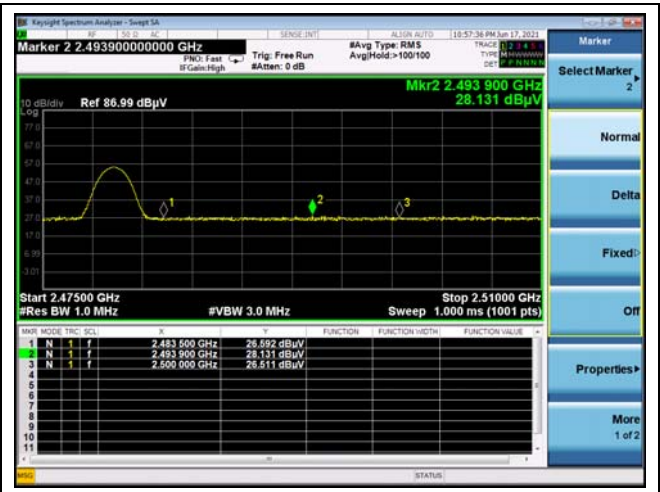 Keysight Spectrum Analyzer - Swept SA
RF 50 Ω AC SENSE:INT ALIGN AUTO 10:57:36 PM Jun 17, 2021
Marker 2 2.493900000000 GHz
PNO: Fast Trig: Free Run #Avg Type: RMS TRACE 1 2 3 4 5 6
IFGain:High #Atten: 0 dB Avg|Hold:>100/100 TYPE M WWWWW
DET P P N N N N
Mkr2 2.493 900 GHz
10 dB/div Ref 86.99 dBµV 28.131 dBµV
Log
77.0
67.0
57.0
47.0
37.0
27.0
17.0
6.99
-3.01
1
2
3
Start 2.47500 GHz Stop 2.51000 GHz
#Res BW 1.0 MHz #VBW 3.0 MHz Sweep 1.000 ms (1001 pts)
MKR MODE TRC SCL X Y FUNCTION FUNCTION WIDTH FUNCTION VALUE
1 N 1 f 2.483 500 GHz 26.592 dBuV
2 N 1 f 2.493 900 GHz 28.131 dBuV
3 N 1 f 2.500 000 GHz 26.511 dBuV
4
5
6
7
8
9
10
11
MSG STATUS
Marker
Select Marker
2
Normal
Delta
Fixed
Off
Properties
More
1 of 2